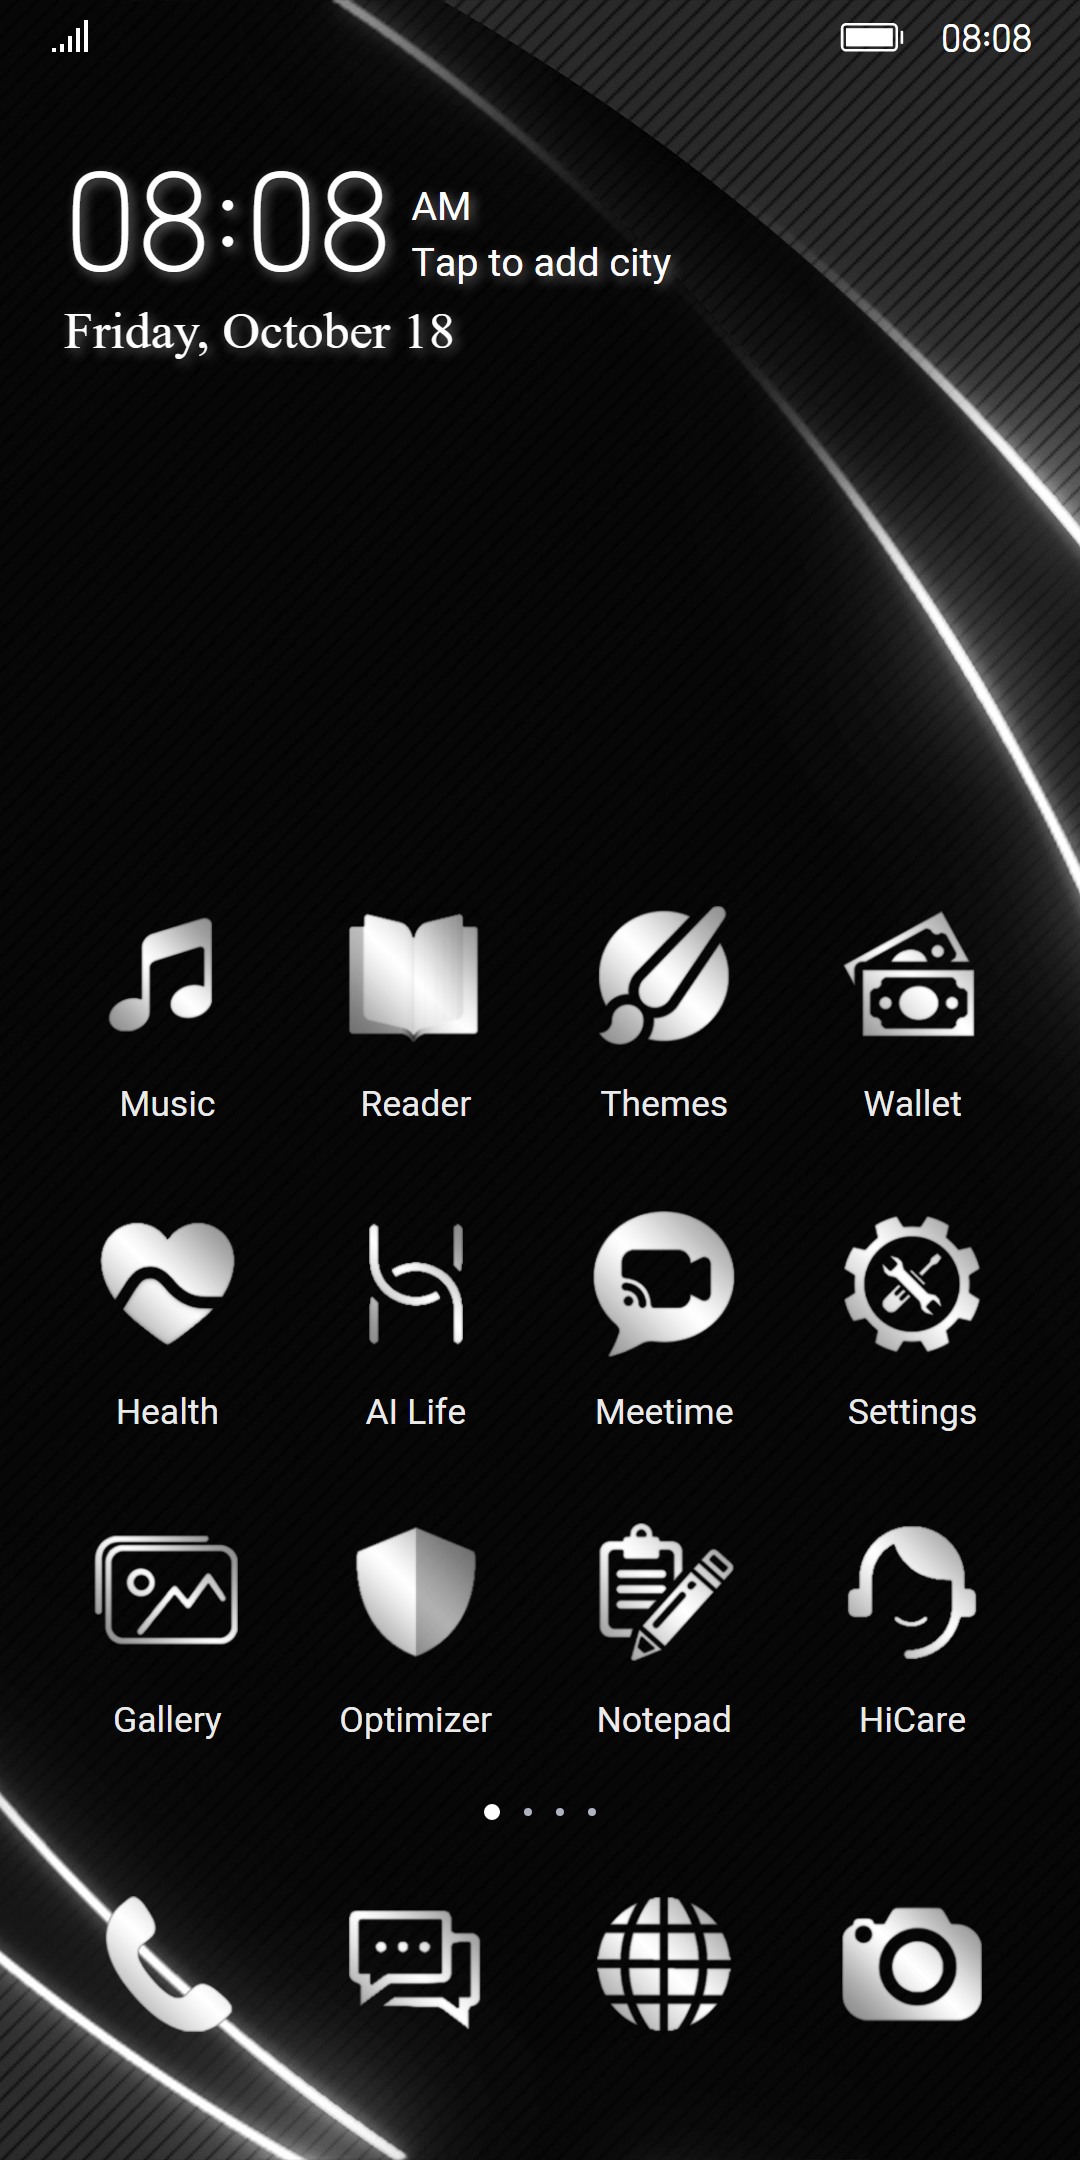 08:08
08:08 AM
Tap to add city
Friday, October 18
Music Reader Themes Wallet
Health AI Life Meetime Settings
Gallery Optimizer Notepad HiCare